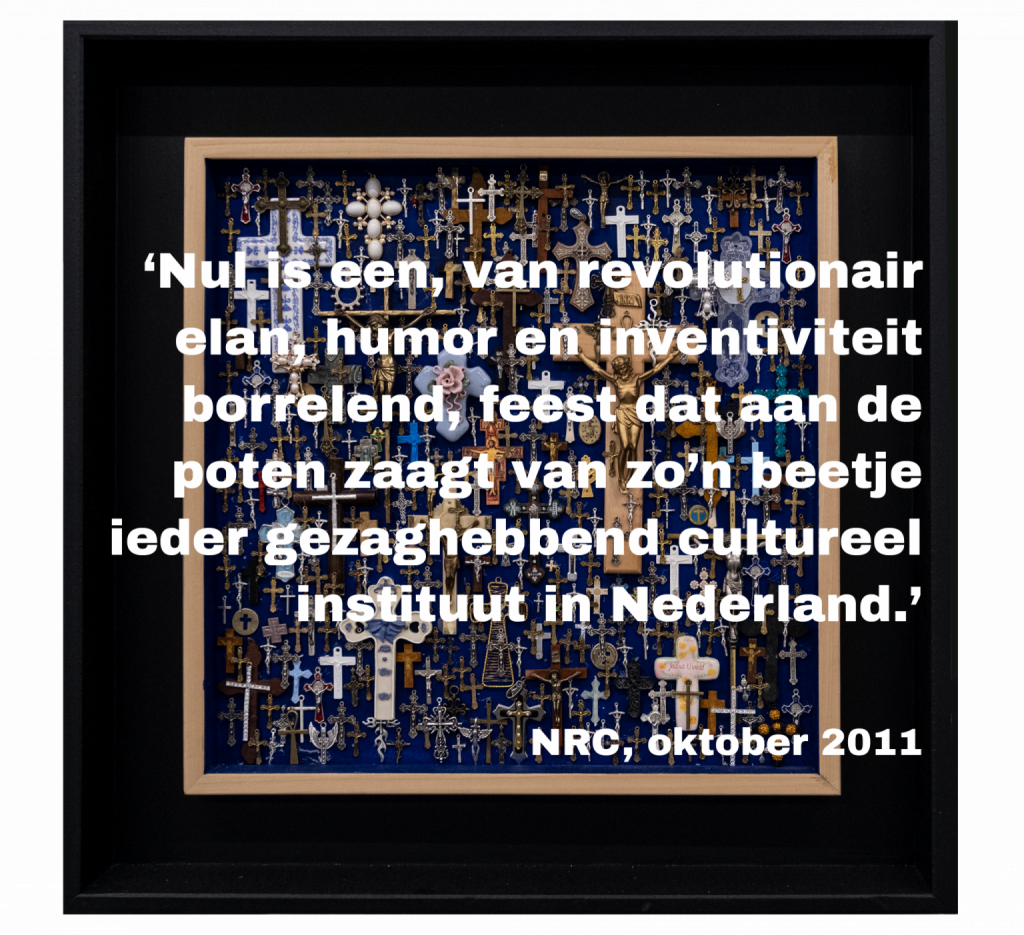 ‘Nul is een, van revolutionair
elan, humor en inventiviteit
borrelend, feest dat aan de
poten zaagt van zo’n beetje
ieder gezaghebbend cultureel
instituut in Nederland.’
NRC, oktober 2011